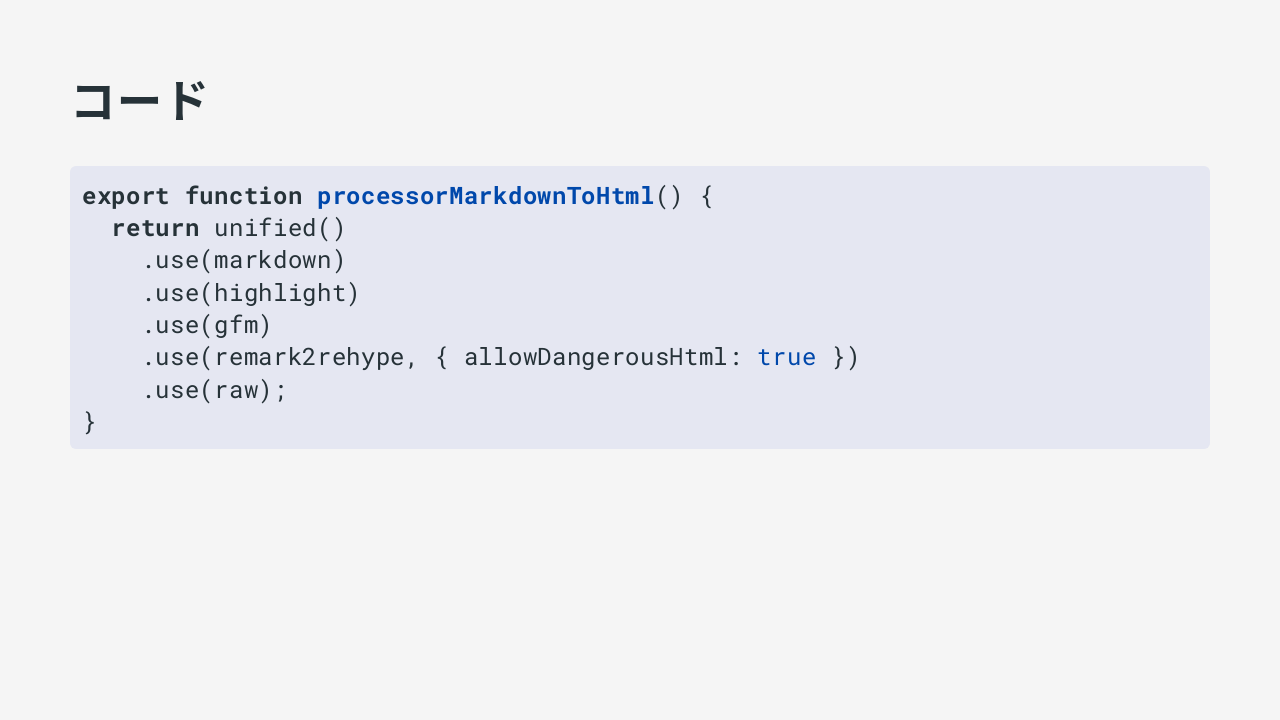 コード
export function processorMarkdownToHtml() {
  return unified()
    .use(markdown)
    .use(highlight)
    .use(gfm)
    .use(remark2rehype, { allowDangerousHtml: true })
    .use(raw);
}